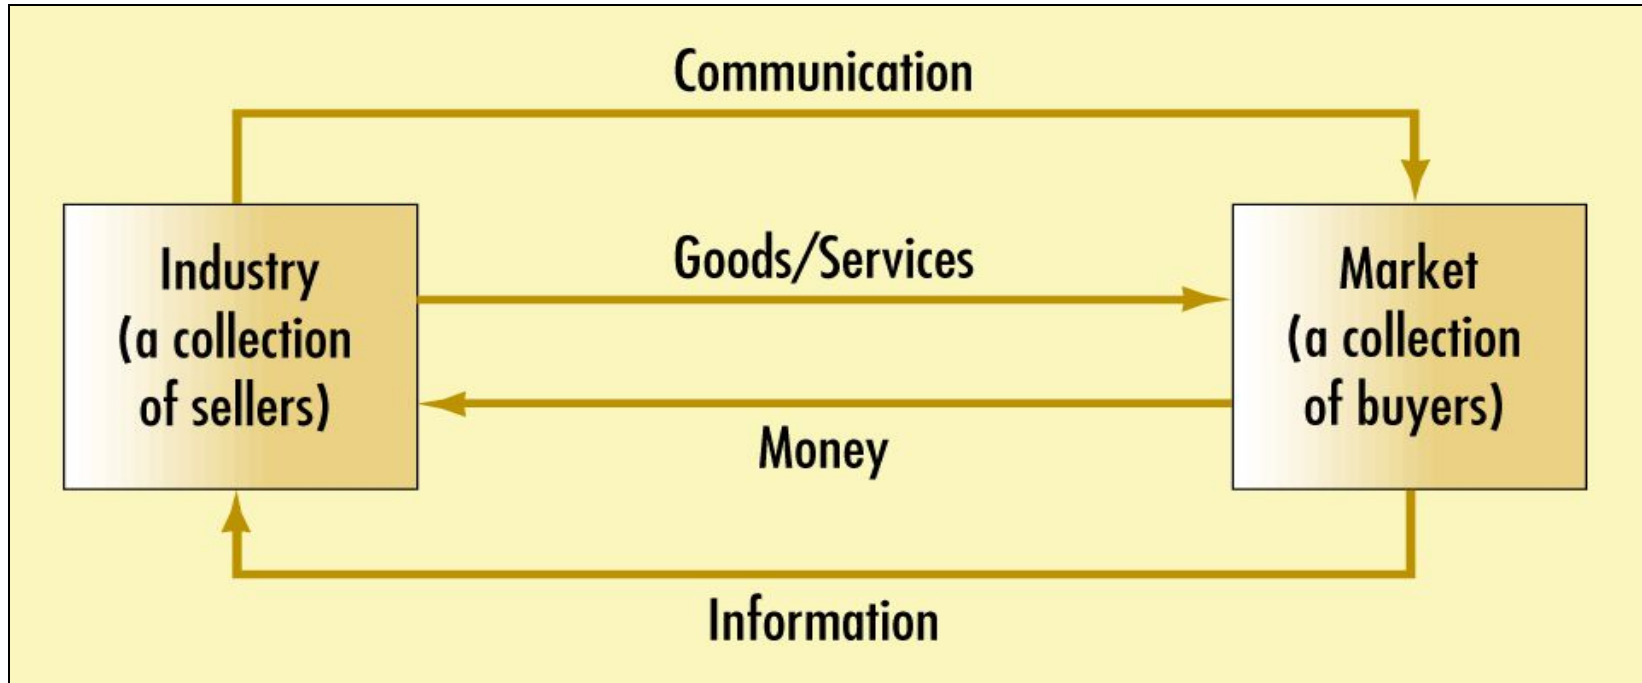 Communication
Industry
(a collection
of sellers)
Goods/Services
Money
Market
(a collection
of buyers)
Information